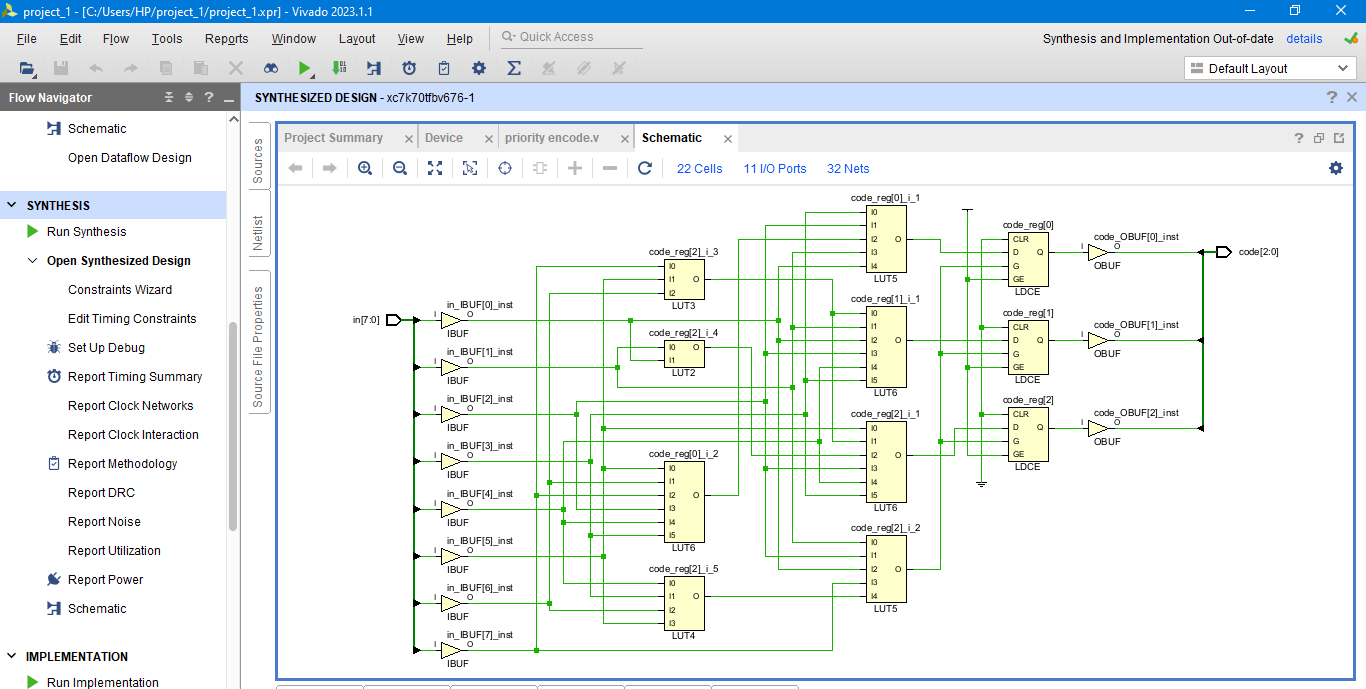 project_1 - [C:/Users/HP/project_1/project_1.xpr] - Vivado 2023.1.1
File Edit Flow Tools Reports Window Layout View Help Quick Access
Synthesis and Implementation Out-of-date details
Default Layout
Flow Navigator
SYNTHESIZED DESIGN - xc7k70tfbv676-1
Schematic
Open Dataflow Design
SYNTHESIS
Run Synthesis
Open Synthesized Design
Constraints Wizard
Edit Timing Constraints
Set Up Debug
Report Timing Summary
Report Clock Networks
Report Clock Interaction
Report Methodology
Report DRC
Report Noise
Report Utilization
Report Power
Schematic
IMPLEMENTATION
Run Implementation
Sources
Netlist
Source File Properties
Project Summary Device priority encode.v Schematic
22 Cells 11 I/O Ports 32 Nets
in[7:0]
in_IBUF[0]_inst
I O
IBUF
in_IBUF[1]_inst
I O
IBUF
in_IBUF[2]_inst
I O
IBUF
in_IBUF[3]_inst
I O
IBUF
in_IBUF[4]_inst
I O
IBUF
in_IBUF[5]_inst
I O
IBUF
in_IBUF[6]_inst
I O
IBUF
in_IBUF[7]_inst
I O
IBUF
code_reg[2]_i_3
I0
I1 O
I2
LUT3
code_reg[2]_i_4
I0 O
I1
LUT2
code_reg[0]_i_2
I0
I1
I2 O
I3
I4
I5
LUT6
code_reg[2]_i_5
I0
I1 O
I2
I3
LUT4
code_reg[0]_i_1
I0
I1
I2 O
I3
I4
LUT5
code_reg[1]_i_1
I0
I1
I2 O
I3
I4
I5
LUT6
code_reg[2]_i_1
I0
I1
I2 O
I3
I4
I5
LUT6
code_reg[2]_i_2
I0
I1
I2 O
I3
I4
LUT5
code_reg[0]
CLR
D Q
G
GE
LDCE
code_reg[1]
CLR
D Q
G
GE
LDCE
code_reg[2]
CLR
D Q
G
GE
LDCE
code_OBUF[0]_inst
I O
OBUF
code_OBUF[1]_inst
I O
OBUF
code_OBUF[2]_inst
I O
OBUF
code[2:0]